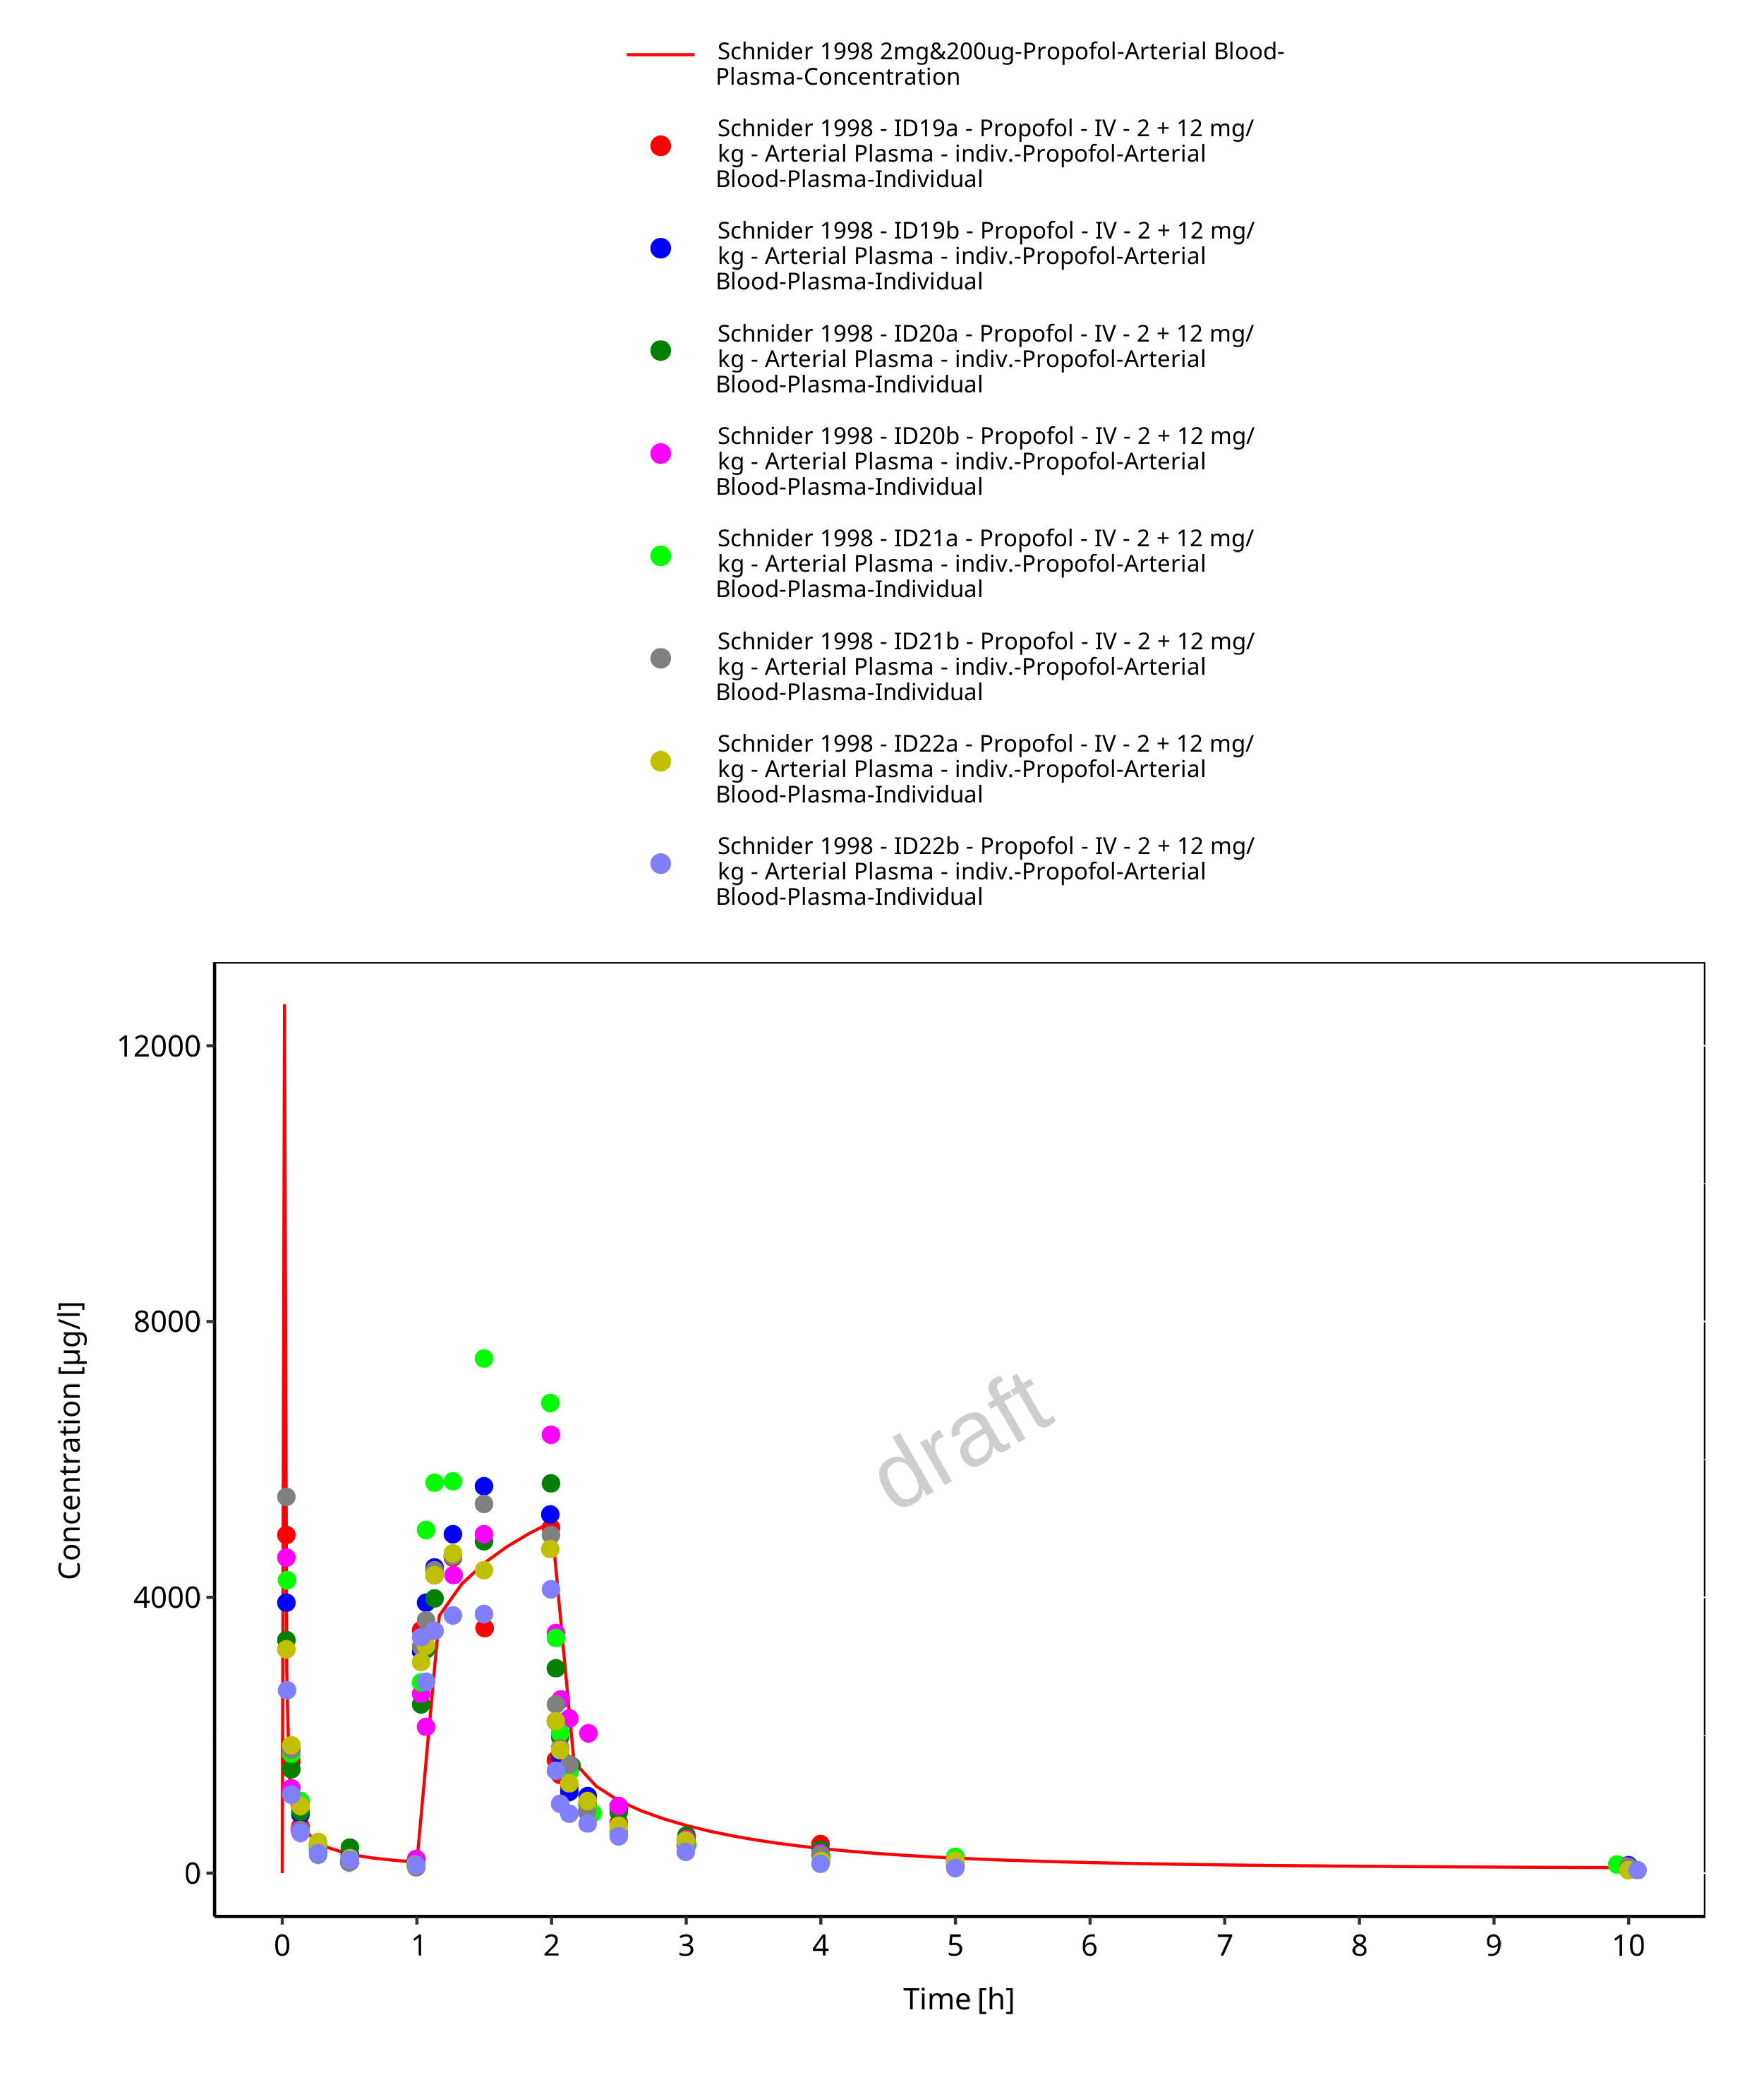 Schnider 1998 2mg&200ug-Propofol-Arterial Blood-
Plasma-Concentration
Schnider 1998 - ID19a - Propofol - IV - 2 + 12 mg/
kg - Arterial Plasma - indiv.-Propofol-Arterial
Blood-Plasma-Individual
Schnider 1998 - ID19b - Propofol - IV - 2 + 12 mg/
kg - Arterial Plasma - indiv.-Propofol-Arterial
Blood-Plasma-Individual
Schnider 1998 - ID20a - Propofol - IV - 2 + 12 mg/
kg - Arterial Plasma - indiv.-Propofol-Arterial
Blood-Plasma-Individual
Schnider 1998 - ID20b - Propofol - IV - 2 + 12 mg/
kg - Arterial Plasma - indiv.-Propofol-Arterial
Blood-Plasma-Individual
Schnider 1998 - ID21a - Propofol - IV - 2 + 12 mg/
kg - Arterial Plasma - indiv.-Propofol-Arterial
Blood-Plasma-Individual
Schnider 1998 - ID21b - Propofol - IV - 2 + 12 mg/
kg - Arterial Plasma - indiv.-Propofol-Arterial
Blood-Plasma-Individual
Schnider 1998 - ID22a - Propofol - IV - 2 + 12 mg/
kg - Arterial Plasma - indiv.-Propofol-Arterial
Blood-Plasma-Individual
Schnider 1998 - ID22b - Propofol - IV - 2 + 12 mg/
kg - Arterial Plasma - indiv.-Propofol-Arterial
Blood-Plasma-Individual
12000
8000
4000
0
Concentration [µg/l]
draft
0 1 2 3 4 5 6 7 8 9 10
Time [h]